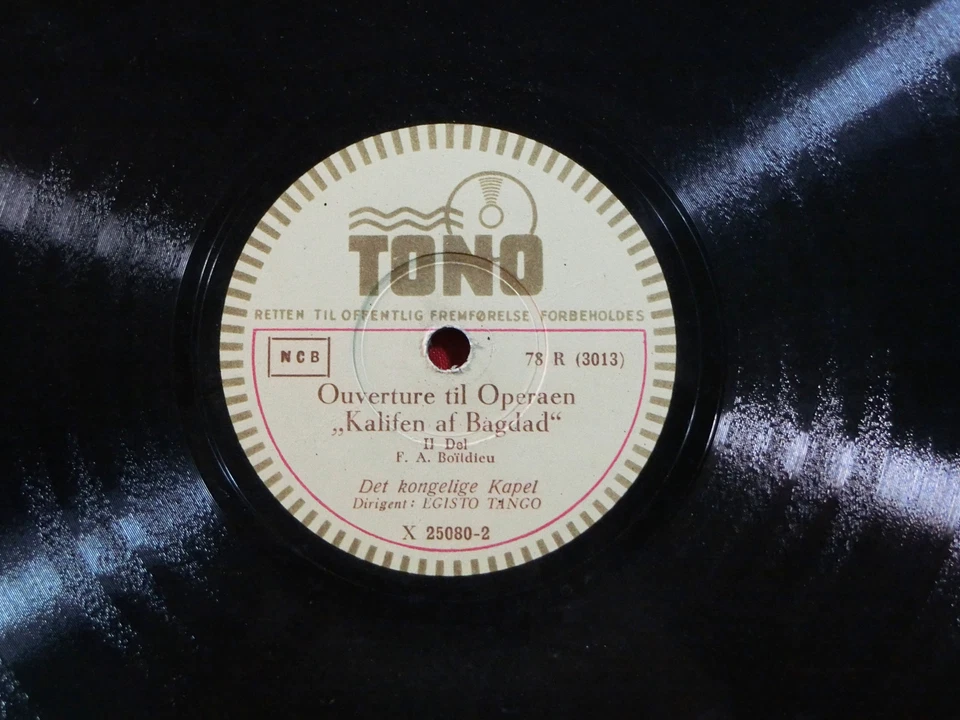 TONO
RETTEN TIL OFFENTLIG FREMFØRELSE FORBEHOLDES
NCB
78 R (3013)
Ouverture til Operaen
„Kalifen af Bagdad“
II Del
F. A. Boïldieu
Det kongelige Kapel
Dirigent: EGISTO TANGO
X 25080-2